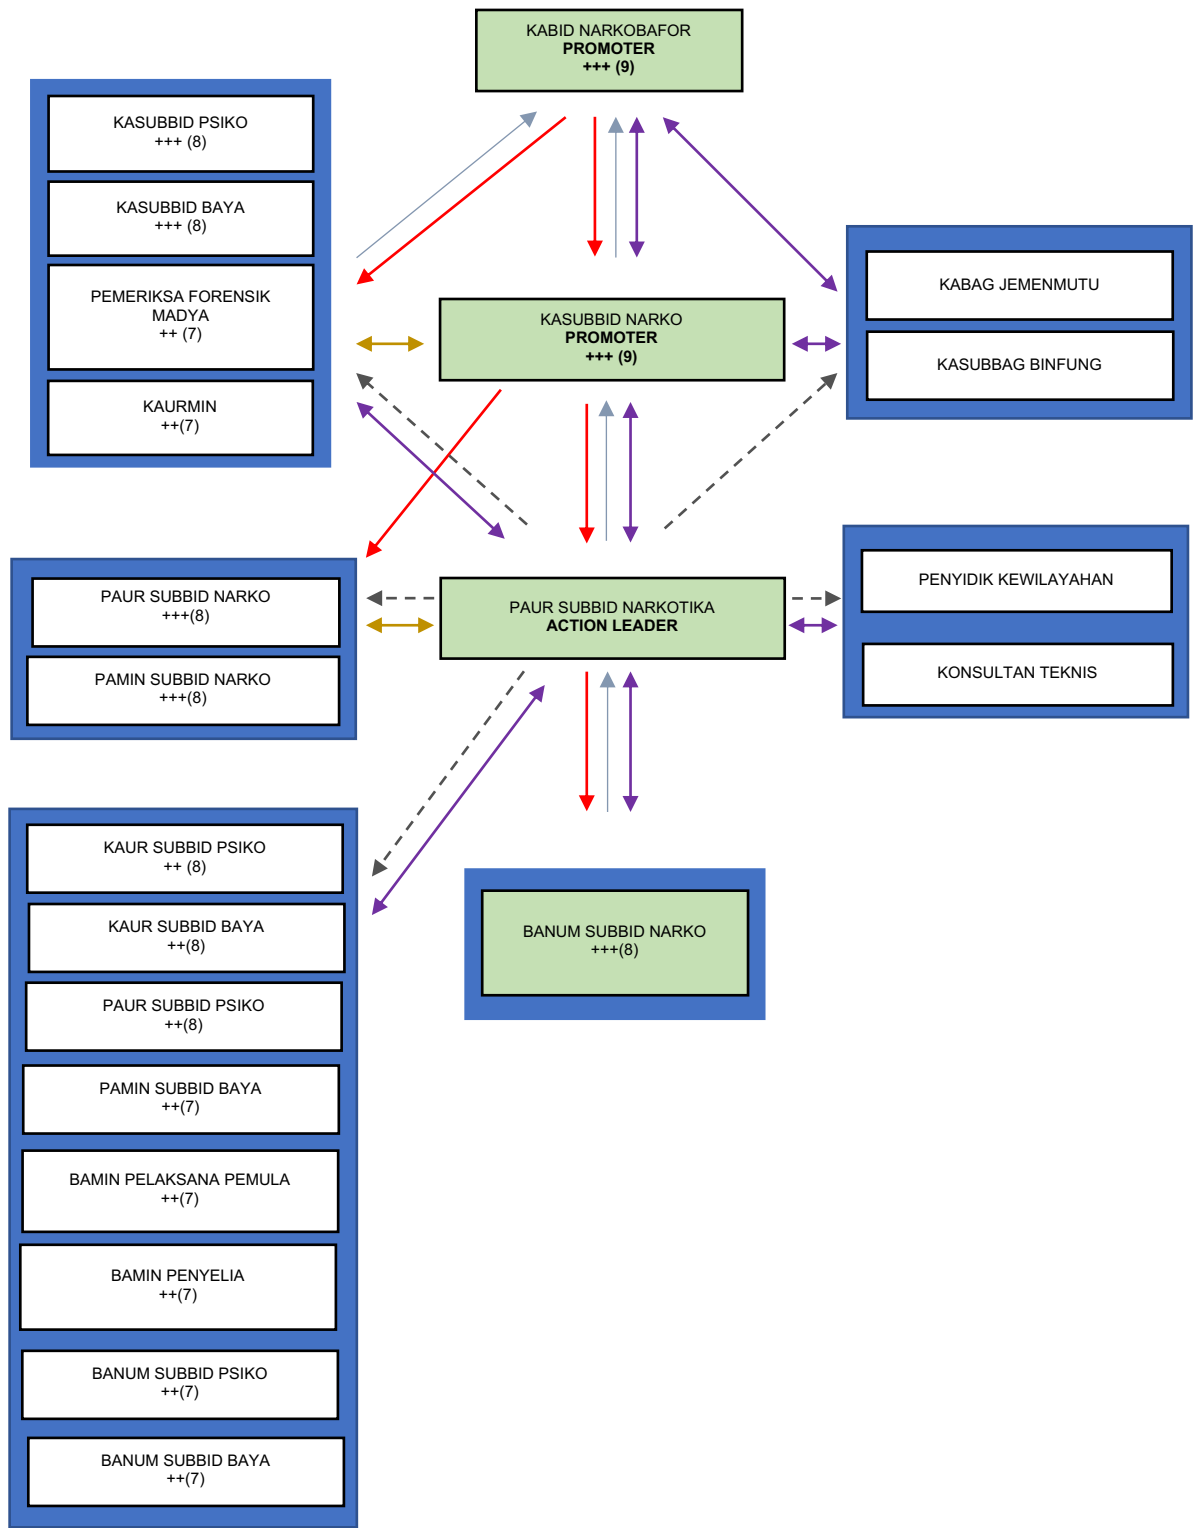 KABID NARKOBAFOR
PROMOTER
+++ (9)
KASUBBID PSIKO
+++ (8)
KASUBBID BAYA
+++ (8)
PEMERIKSA FORENSIK
MADYA
++ (7)
KAURMIN
++(7)
KASUBBID NARKO
PROMOTER
+++ (9)
KABAG JEMENMUTU
KASUBBAG BINFUNG
PAUR SUBBID NARKO
+++(8)
PAMIN SUBBID NARKO
+++(8)
PAUR SUBBID NARKOTIKA
ACTION LEADER
PENYIDIK KEWILAYAHAN
KONSULTAN TEKNIS
KAUR SUBBID PSIKO
++ (8)
KAUR SUBBID BAYA
++(8)
PAUR SUBBID PSIKO
++(8)
PAMIN SUBBID BAYA
++(7)
BAMIN PELAKSANA PEMULA
++(7)
BAMIN PENYELIA
++(7)
BANUM SUBBID PSIKO
++(7)
BANUM SUBBID BAYA
++(7)
BANUM SUBBID NARKO
+++(8)